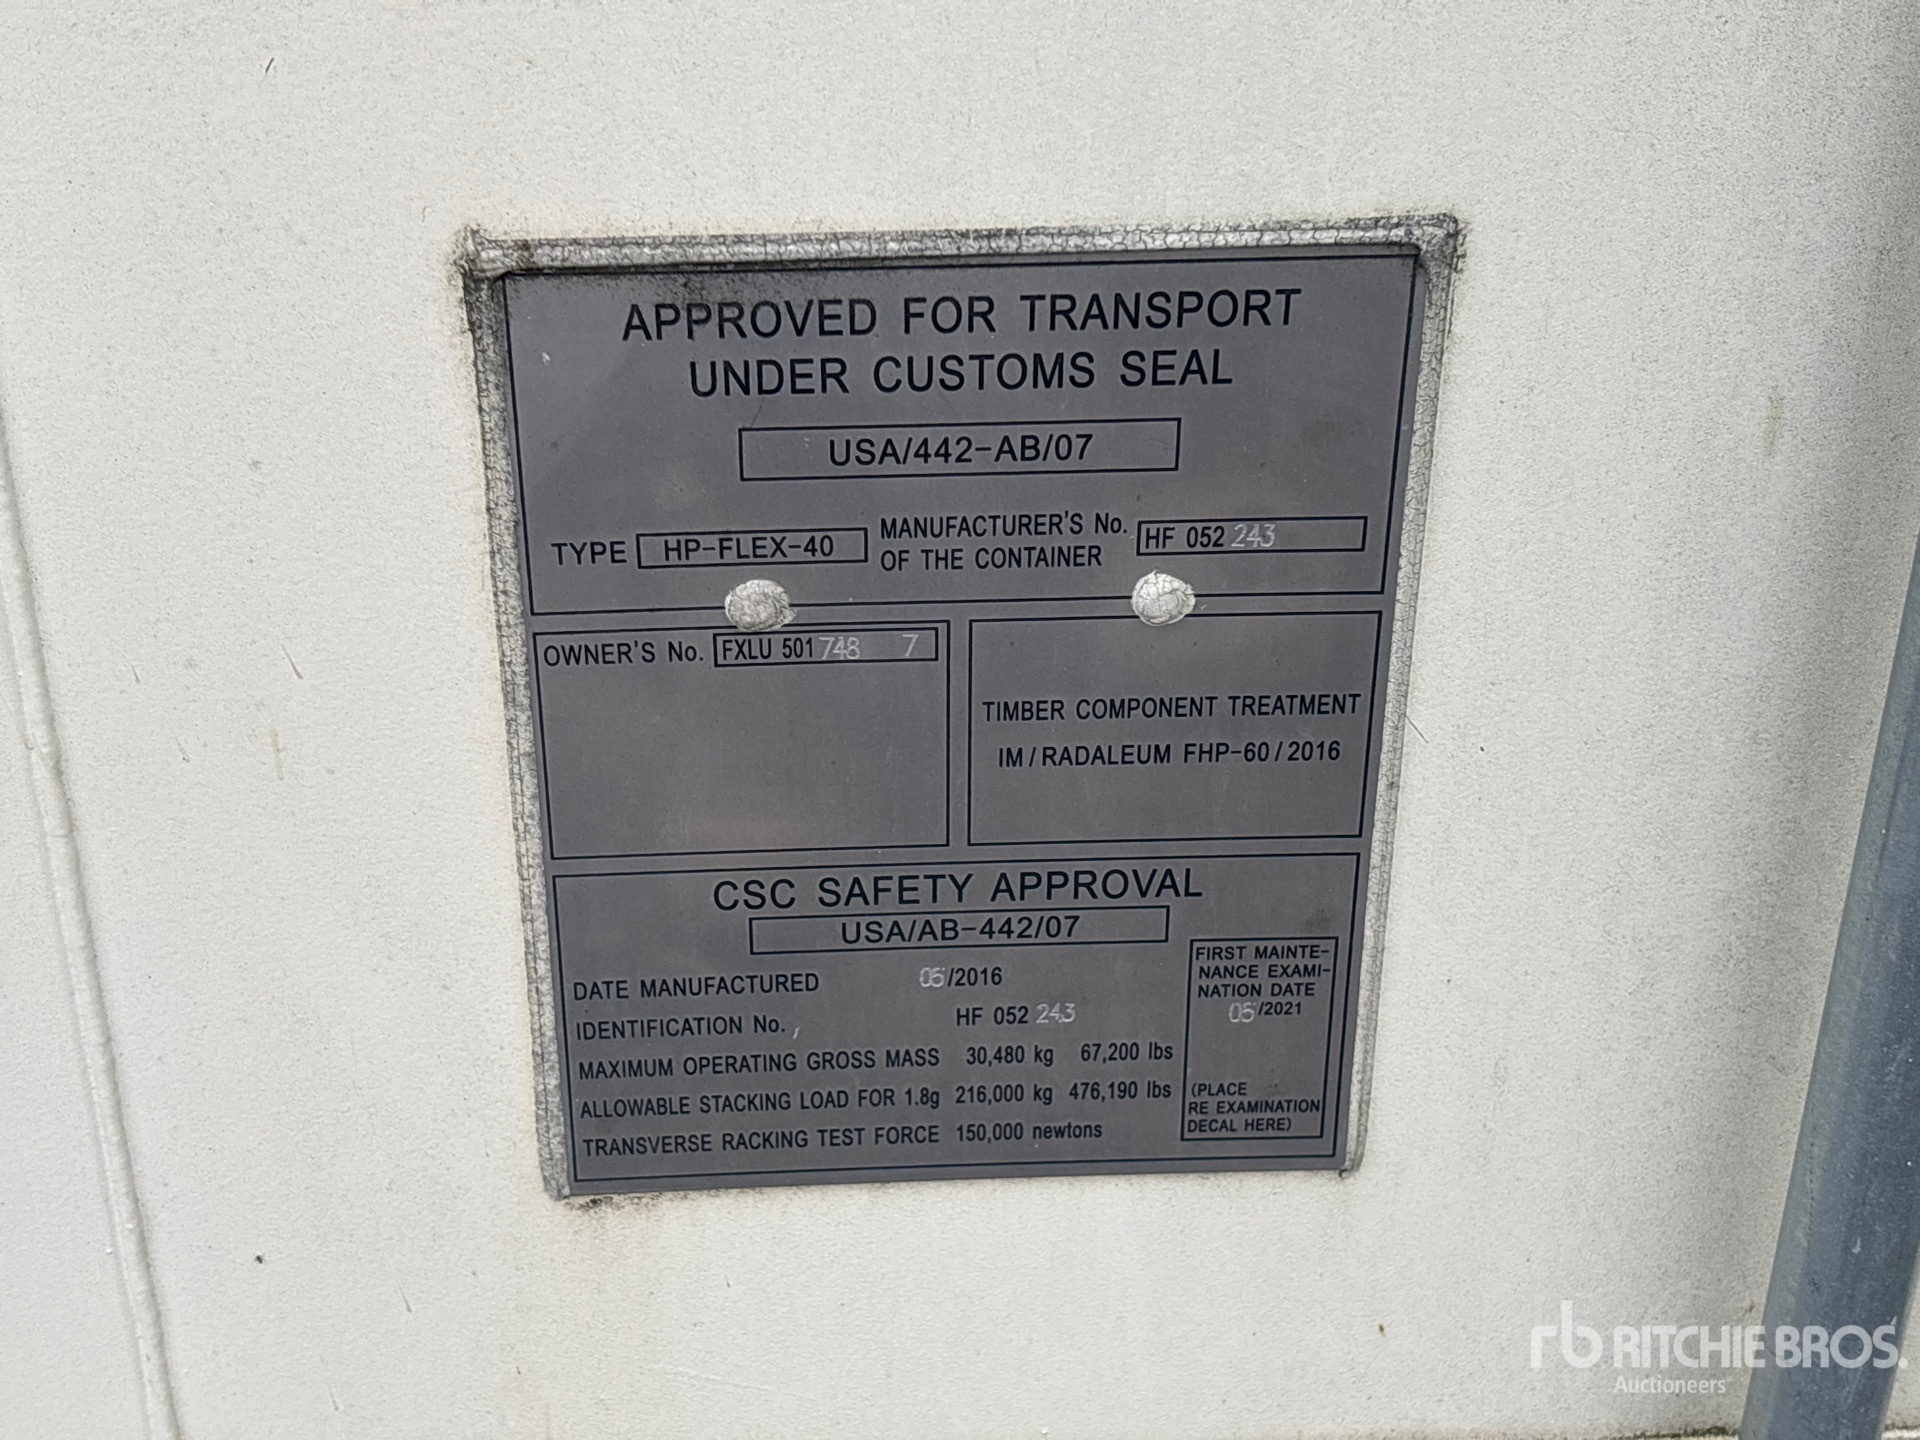 APPROVED FOR TRANSPORT
UNDER CUSTOMS SEAL
USA/442-AB/07
TYPE HP-FLEX-40
MANUFACTURER'S No.
OF THE CONTAINER
HF 052 243
OWNER'S No. FXLU 501 748 7
TIMBER COMPONENT TREATMENT
IM / RADALEUM FHP-60 / 2016
CSC SAFETY APPROVAL
USA/AB-442/07
DATE MANUFACTURED 05/2016
IDENTIFICATION No. HF 052 243
MAXIMUM OPERATING GROSS MASS 30,480 kg 67,200 lbs
ALLOWABLE STACKING LOAD FOR 1.8g 216,000 kg 476,190 lbs
TRANSVERSE RACKING TEST FORCE 150,000 newtons
FIRST MAINTE-
NANCE EXAMI-
NATION DATE
05/2021
(PLACE
RE EXAMINATION
DECAL HERE)
rb RITCHIE BROS.
Auctioneers